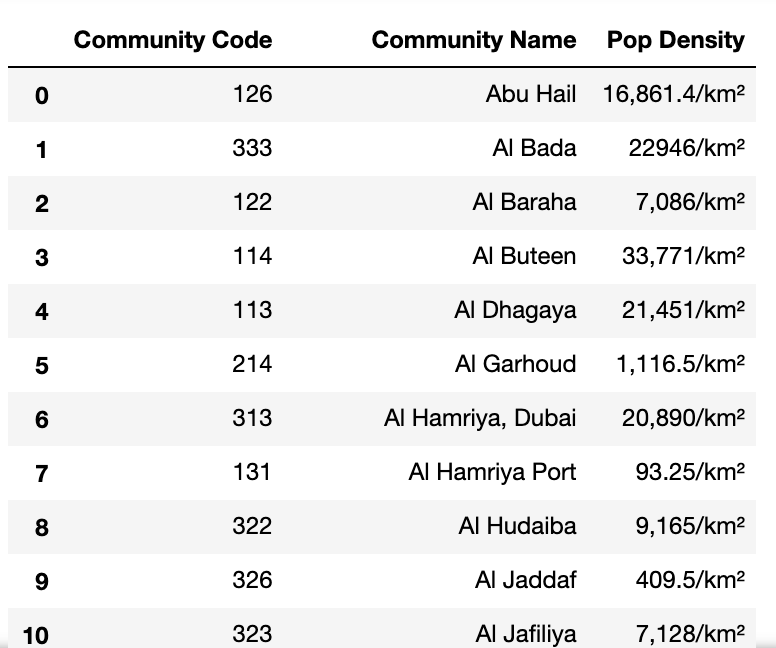 Community Code Community Name Pop Density
0 126 Abu Hail 16,861.4/km²
1 333 Al Bada 22946/km²
2 122 Al Baraha 7,086/km²
3 114 Al Buteen 33,771/km²
4 113 Al Dhagaya 21,451/km²
5 214 Al Garhoud 1,116.5/km²
6 313 Al Hamriya, Dubai 20,890/km²
7 131 Al Hamriya Port 93.25/km²
8 322 Al Hudaiba 9,165/km²
9 326 Al Jaddaf 409.5/km²
10 323 Al Jafiliya 7,128/km²